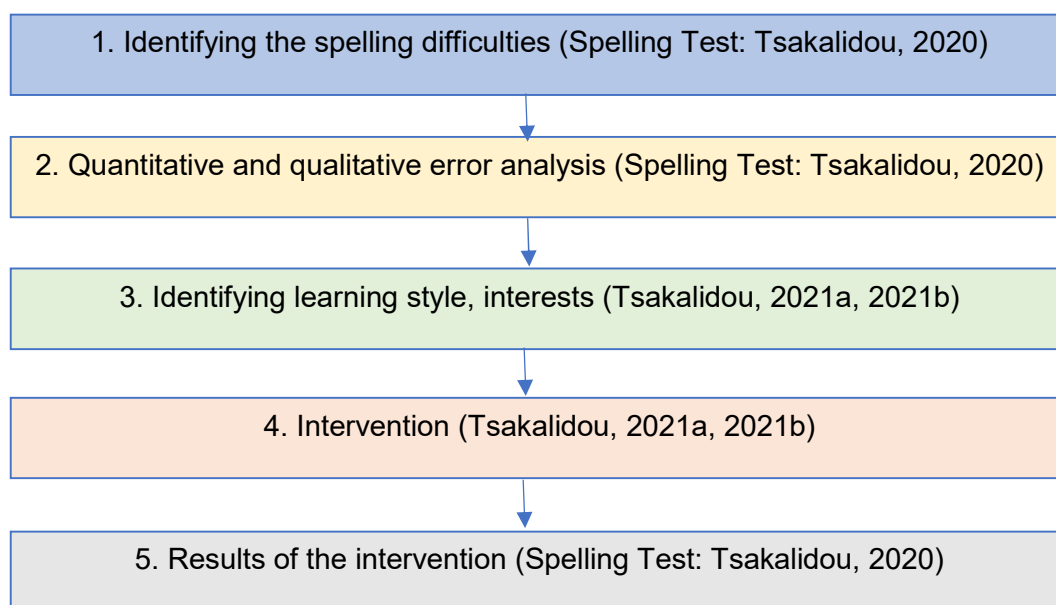 1. Identifying the spelling difficulties (Spelling Test: Tsakalidou, 2020)
2. Quantitative and qualitative error analysis (Spelling Test: Tsakalidou, 2020)
3. Identifying learning style, interests (Tsakalidou, 2021a, 2021b)
4. Intervention (Tsakalidou, 2021a, 2021b)
5. Results of the intervention (Spelling Test: Tsakalidou, 2020)